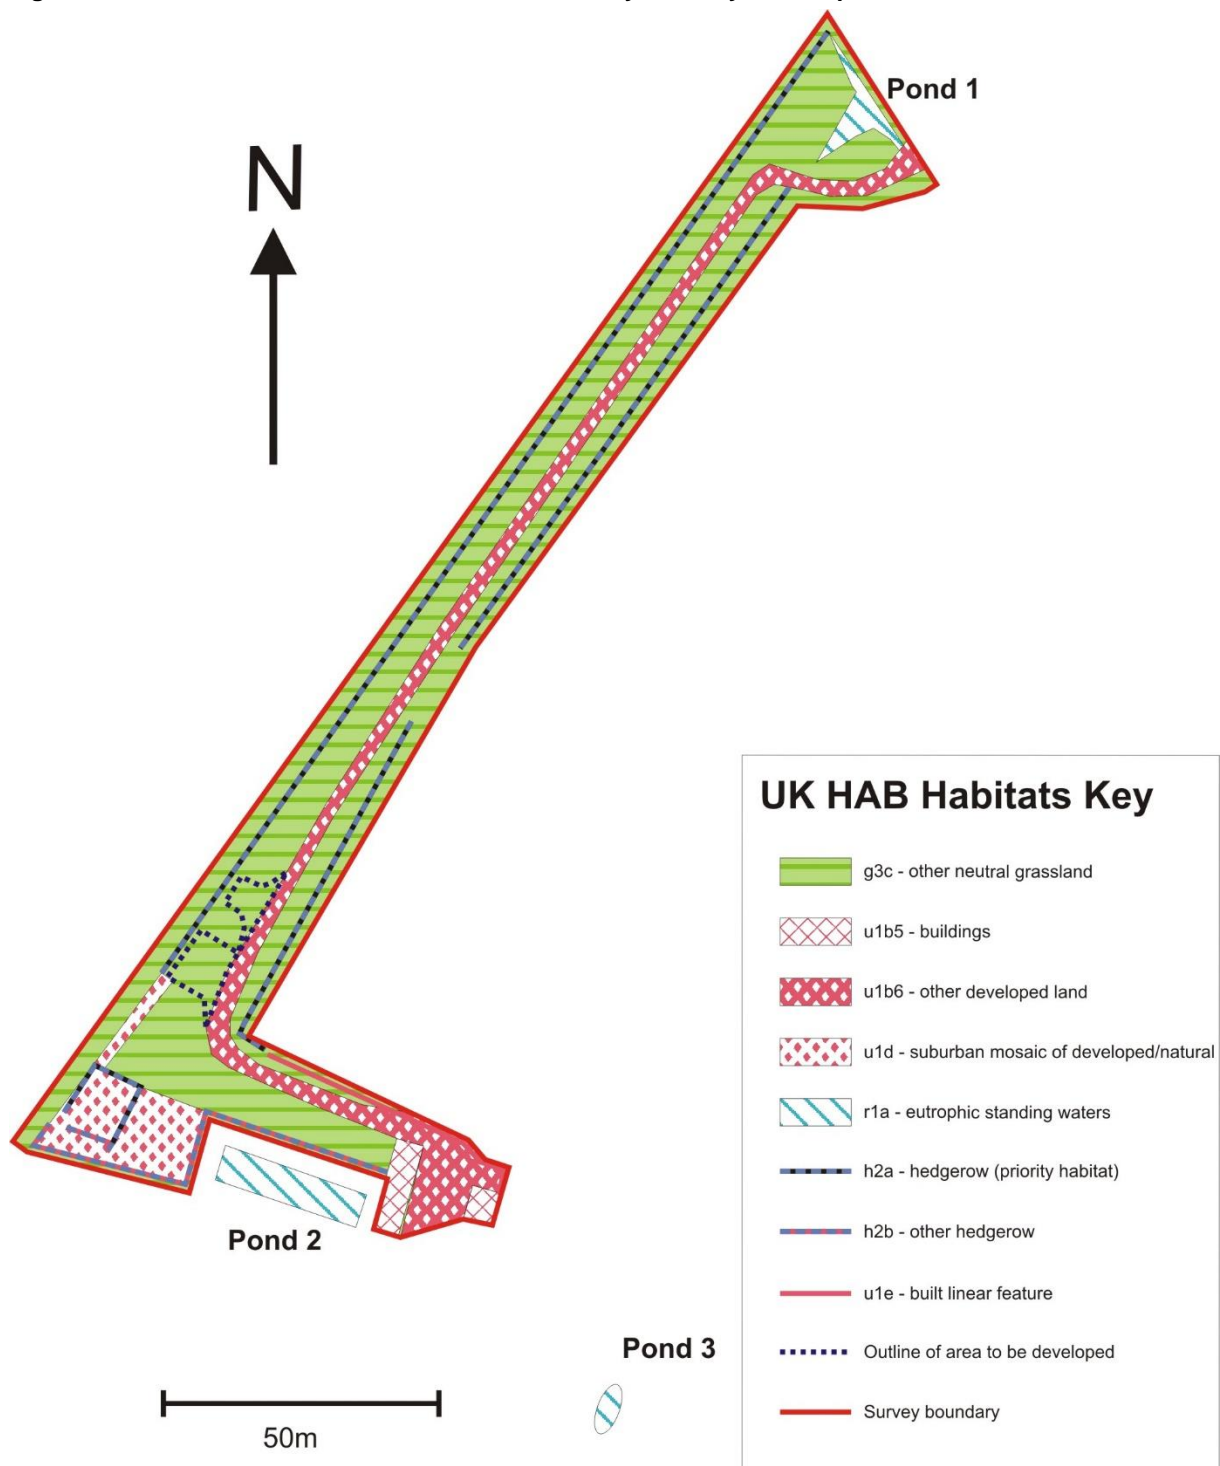 Pond 1
N
UK HAB Habitats Key
g3c - other neutral grassland
u1b5 - buildings
u1b6 - other developed land
u1d - suburban mosaic of developed/natural
r1a - eutrophic standing waters
h2a - hedgerow (priority habitat)
h2b - other hedgerow
u1e - built linear feature
Outline of area to be developed
Survey boundary
Pond 2
Pond 3
50m